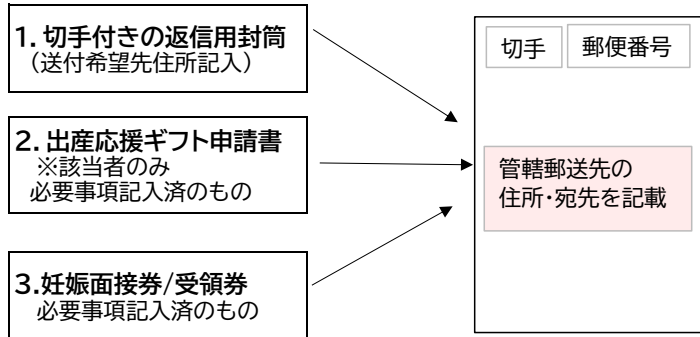 1. 切手付きの返信用封筒
（送付希望先住所記入）
2. 出産応援ギフト申請書
※該当者のみ
必要事項記入済のもの
3.妊娠面接券/受領券
必要事項記入済のもの
切手
郵便番号
管轄郵送先の
住所・宛先を記載